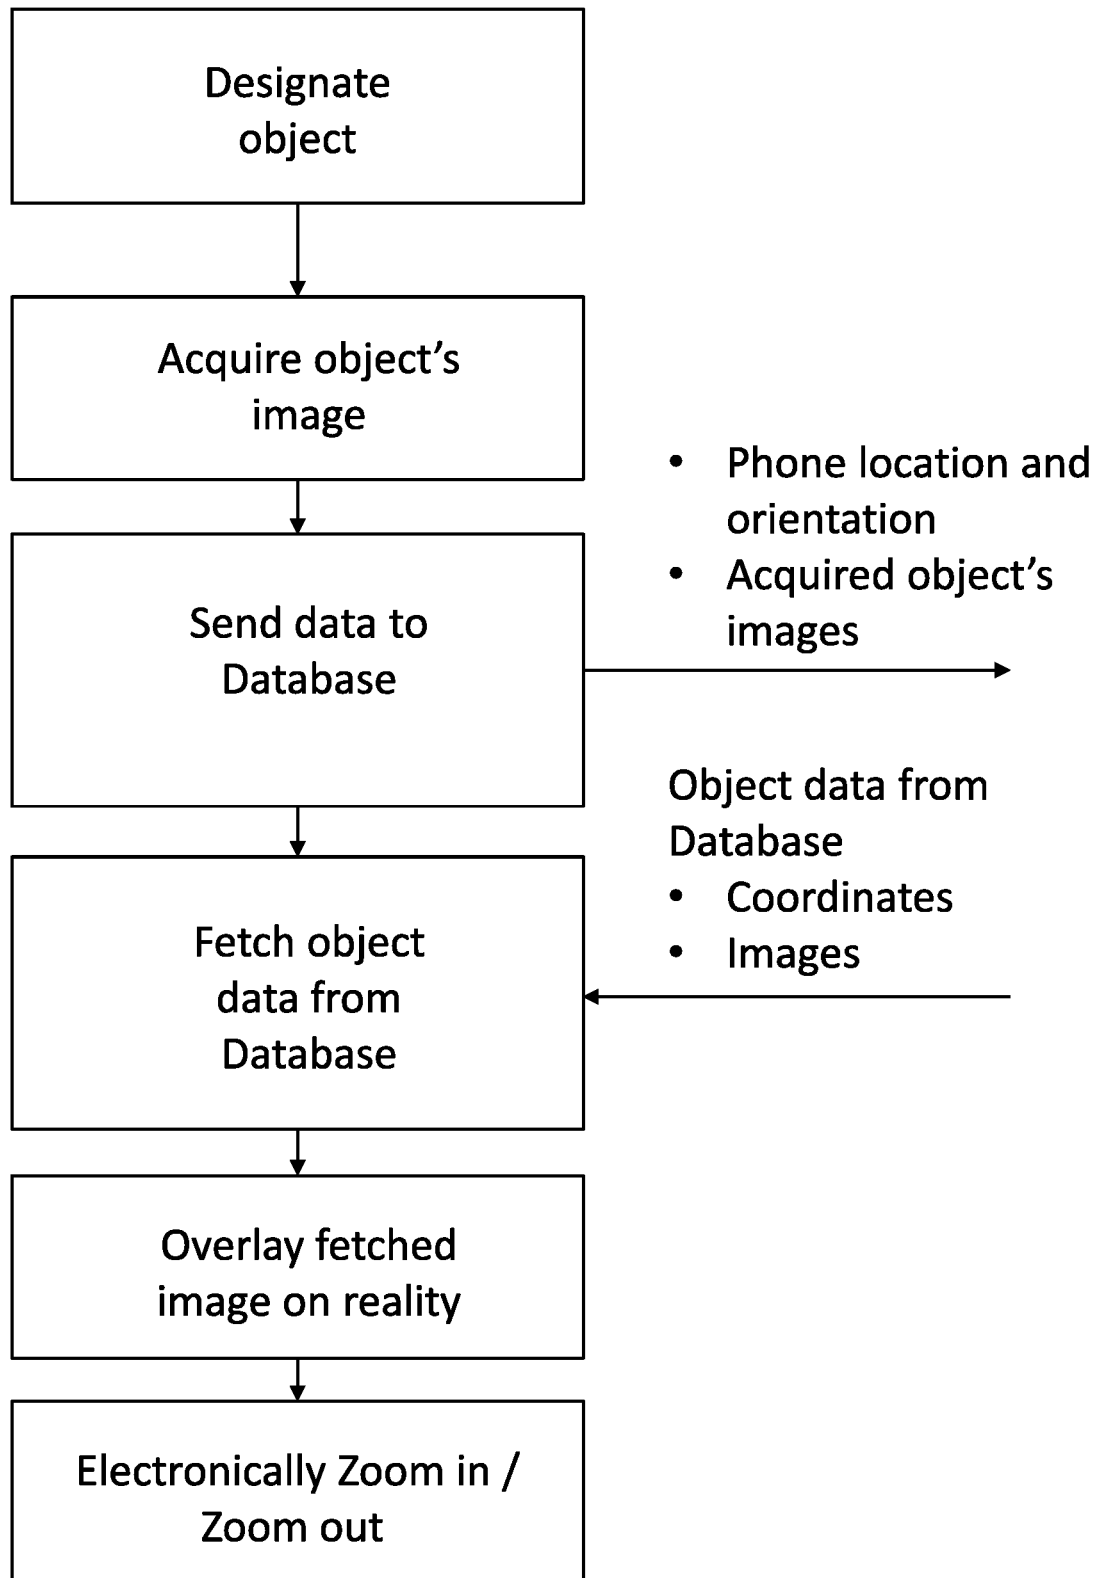 Designate
object
Acquire object’s
image
• Phone location and
orientation
• Acquired object’s
images
Send data to
Database
Object data from
Database
• Coordinates
• Images
Fetch object
data from
Database
Overlay fetched
image on reality
Electronically Zoom in /
Zoom out